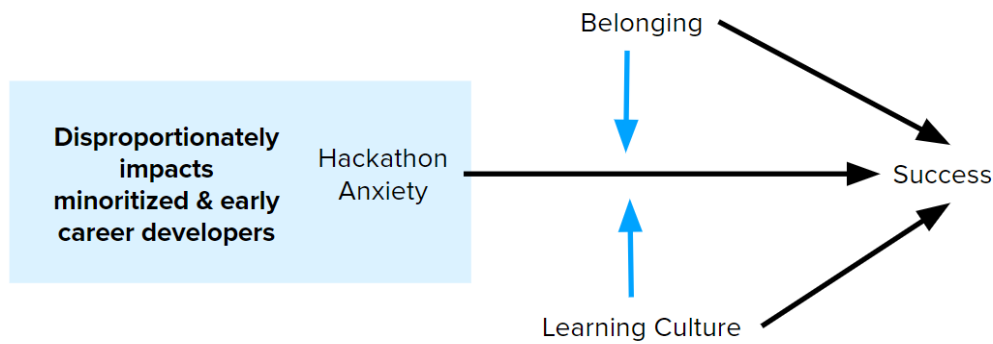 Belonging
Disproportionately
impacts
minoritized & early
career developers
Hackathon
Anxiety
Success
Learning Culture